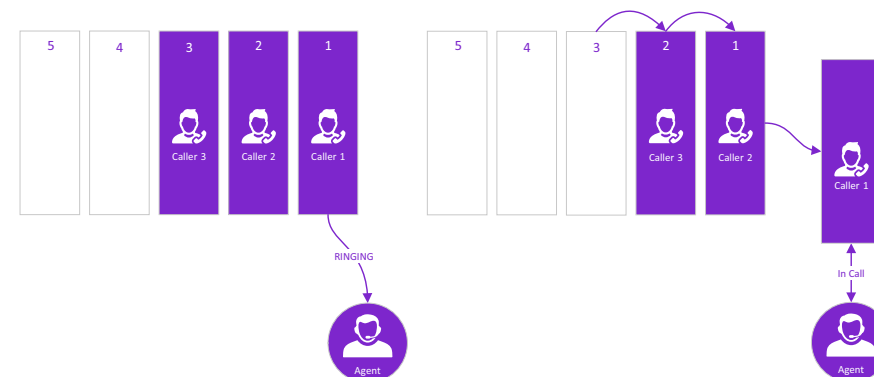 5 4 3 2 1
Caller 3 Caller 2 Caller 1
RINGING
Agent
5 4 3 2 1
Caller 3 Caller 2
Caller 1
In Call
Agent